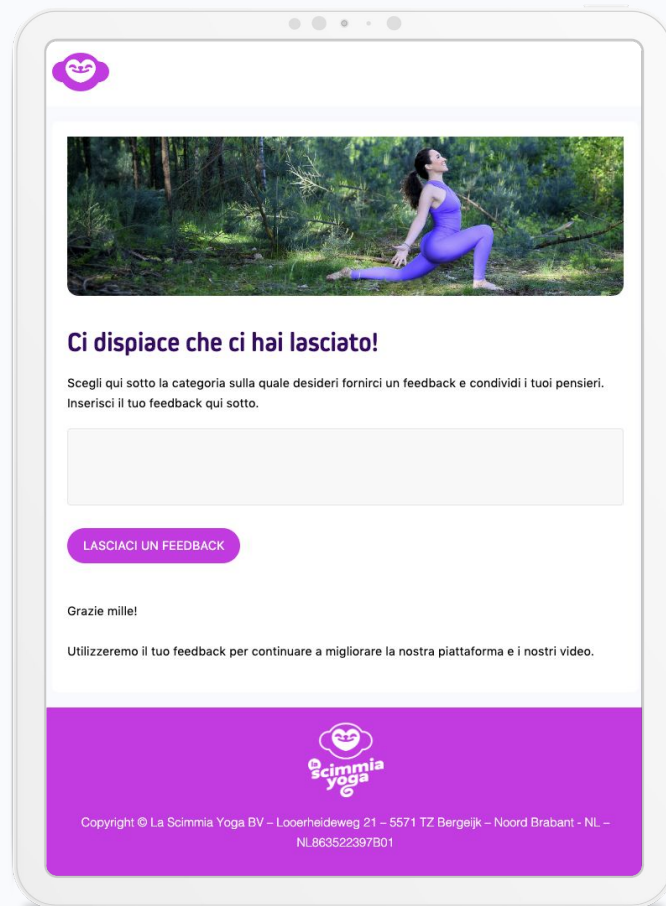 Ci dispiace che ci hai lasciato!
Scegli qui sotto la categoria sulla quale desideri fornirci un feedback e condividi i tuoi pensieri.
Inserisci il tuo feedback qui sotto.
LASCIACI UN FEEDBACK
Grazie mille!
Utilizzeremo il tuo feedback per continuare a migliorare la nostra piattaforma e i nostri video.
la
scimmia
yoga
Copyright © La Scimmia Yoga BV – Looerheideweg 21 – 5571 TZ Bergeijk – Noord Brabant - NL –
NL863522397B01